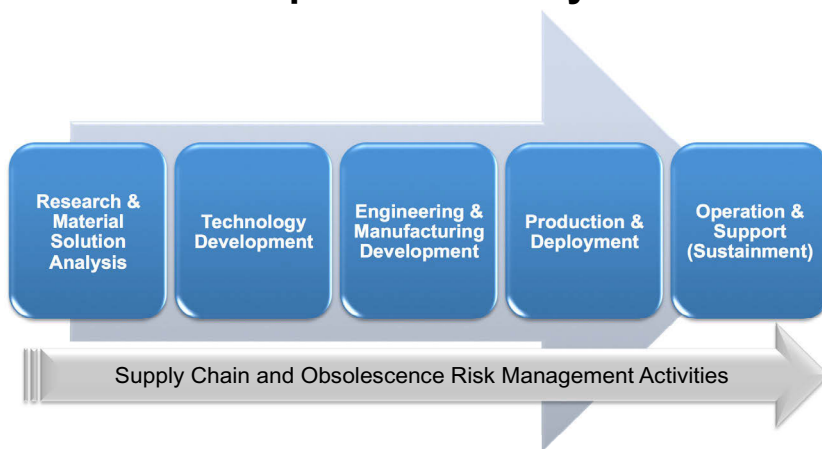 Research &
Material
Solution
Analysis
Technology
Development
Engineering &
Manufacturing
Development
Production &
Deployment
Operation &
Support
(Sustainment)
Supply Chain and Obsolescence Risk Management Activities